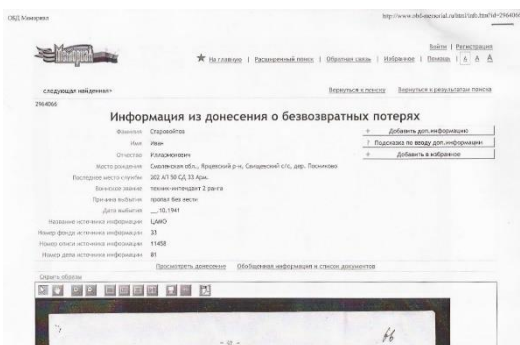 ОБД Мемориал
http://www.obd-memorial.ru/html/info.htm?id=2964066
Мемориал
Войти | Регистрация
На главную | Расширенный поиск | Обратная связь | Избранное | Помощь | A A A
следующая найденная»
Вернуться к поиску Вернуться к результатам поиска
2964066
Информация из донесения о безвозвратных потерях
Фамилия Старовойтов
Имя Иван
Отчество
Место рождения Смоленская обл., Ярцевский р-н, с/с, дер.
Последнее место службы 202 АП 50 СД 33 Арм.
Воинское звание техник-интендант 2 ранга
Причина выбытия пропал без вести
Дата выбытия __.10.1941
Название источника информации ЦАМО
Номер фонда источника информации 33
Номер описи источника информации 11458
Номер дела источника информации 81
+ Добавить доп.информацию
? Подсказка по вводу доп.информации
+ Добавить в избранное
Просмотреть донесение Обобщенная информация и список документов
Скрыть образы
66